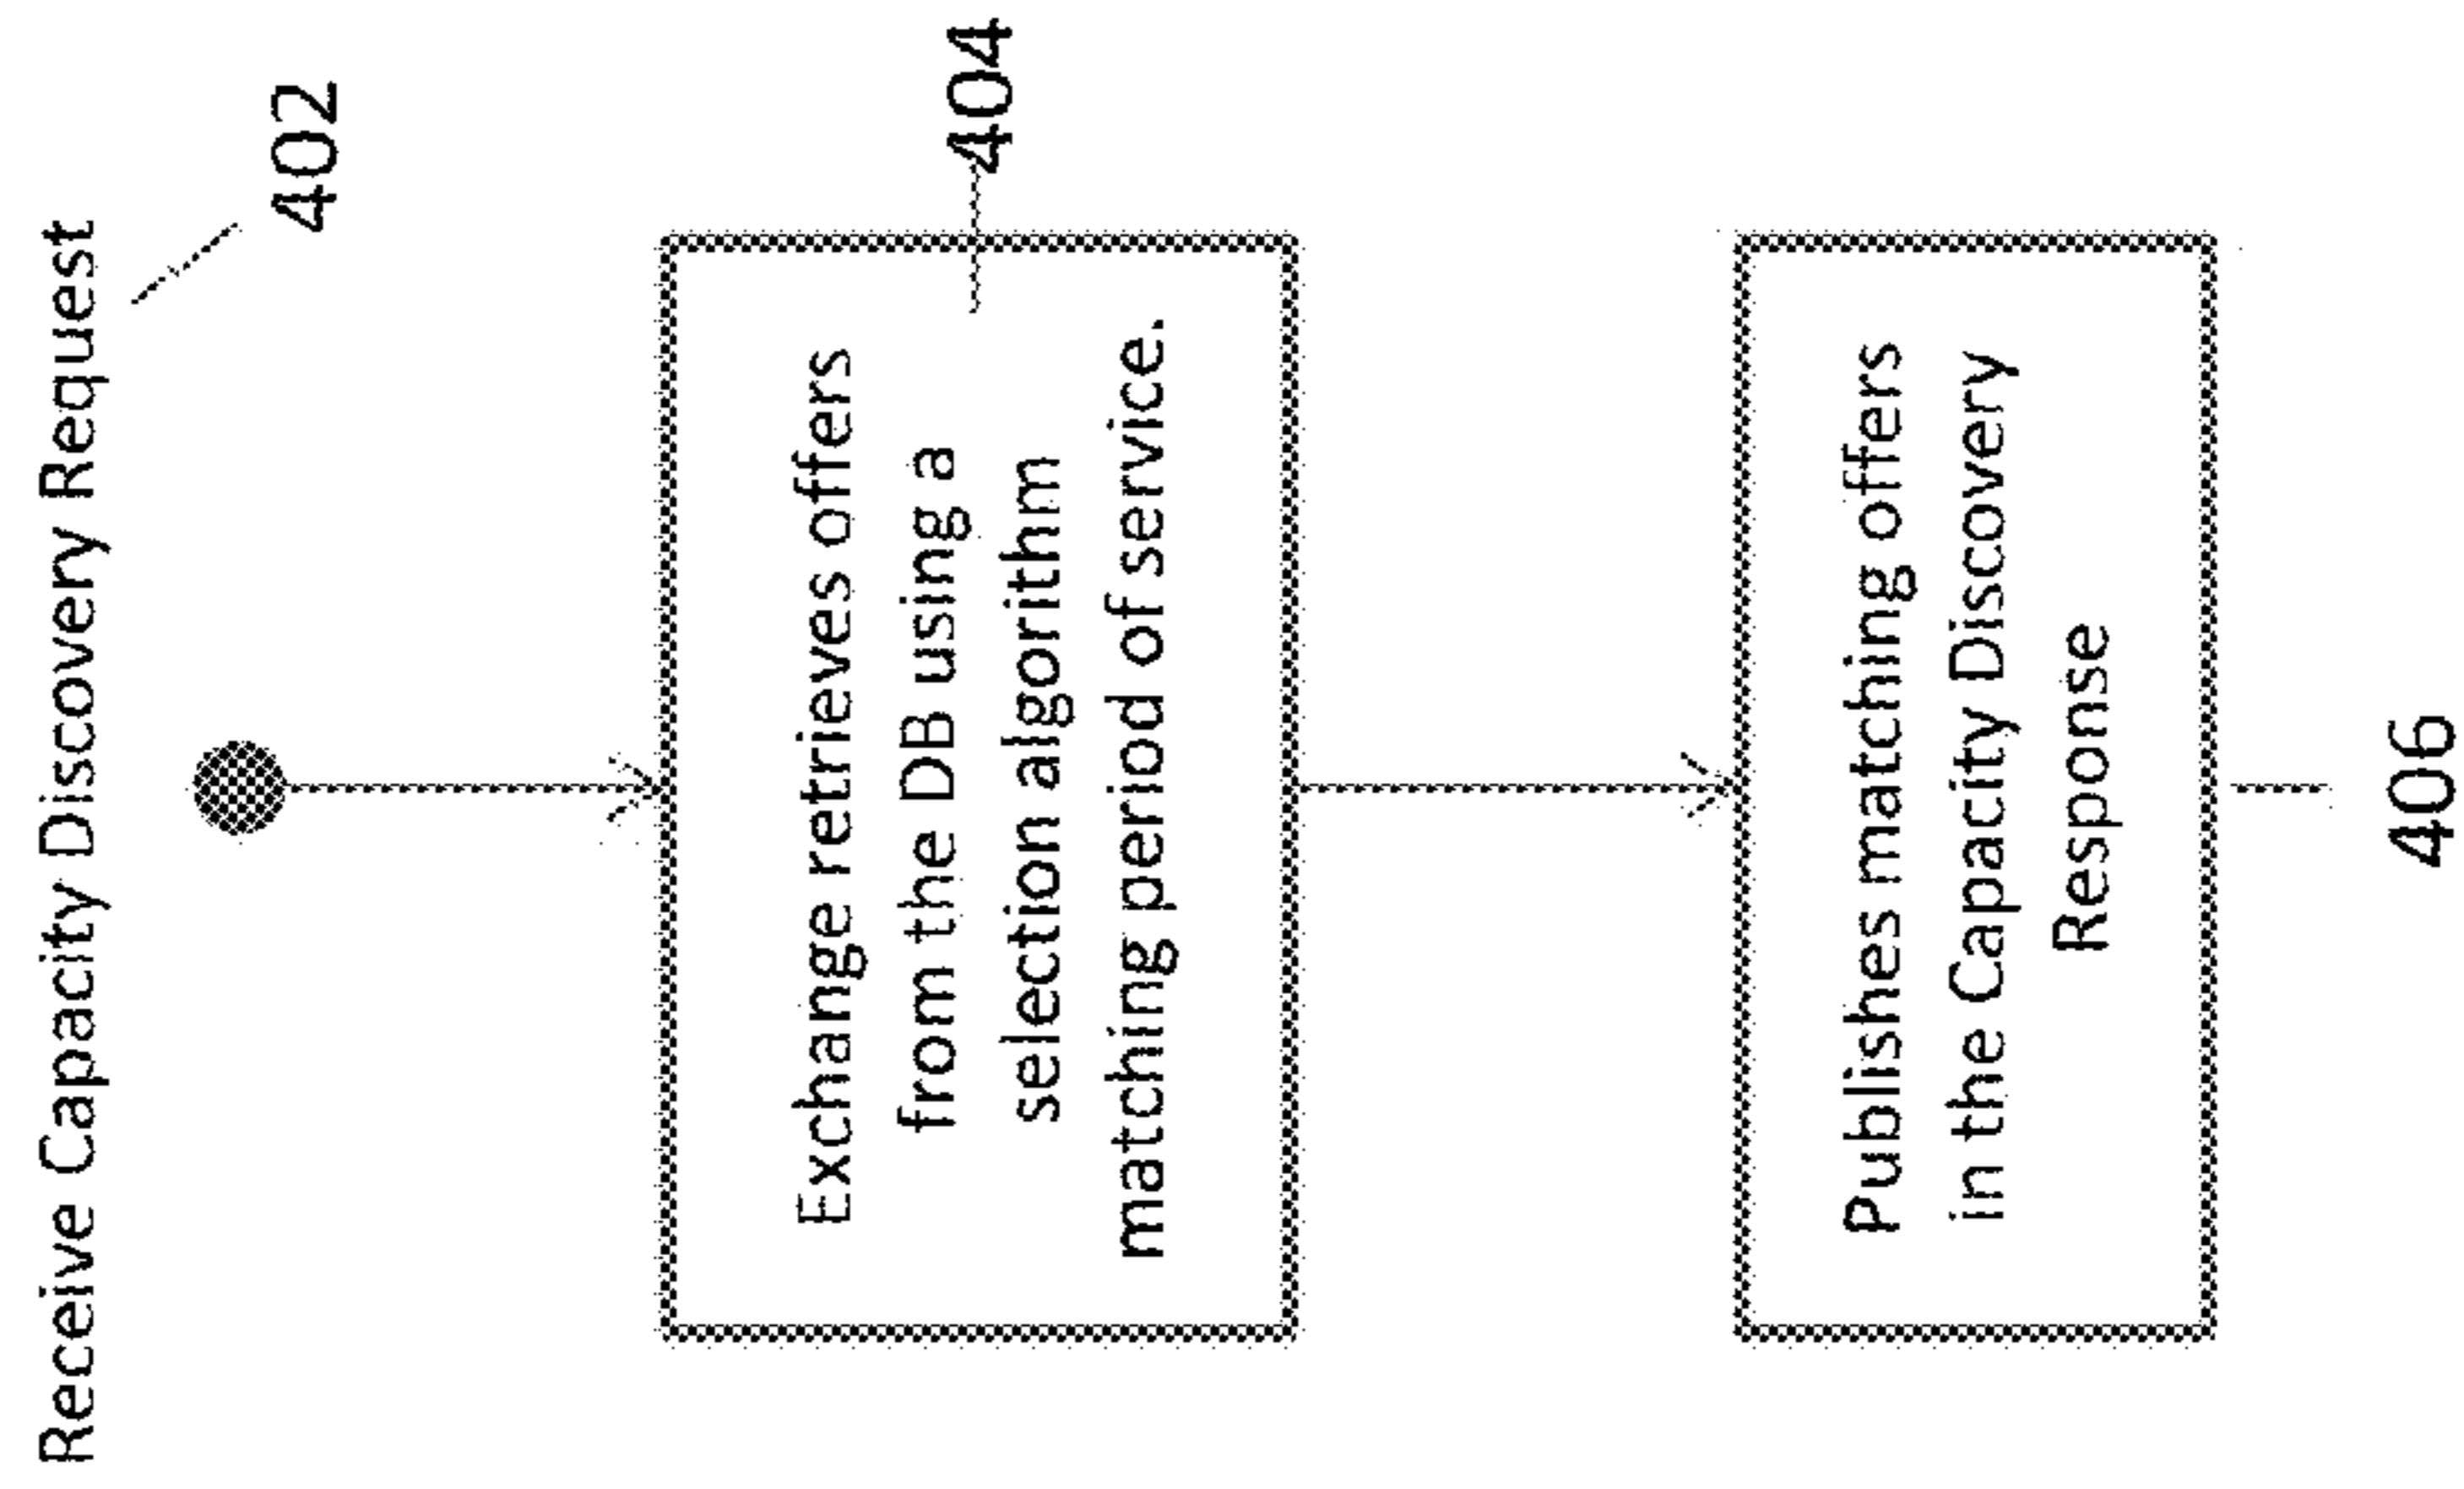 Receive Capacity Discovery Request
402
Exchange retrieves offers
from the DB using a
selection algorithm
matching period of service.
404
Publishes matching offers
in the Capacity Discovery
Response
406